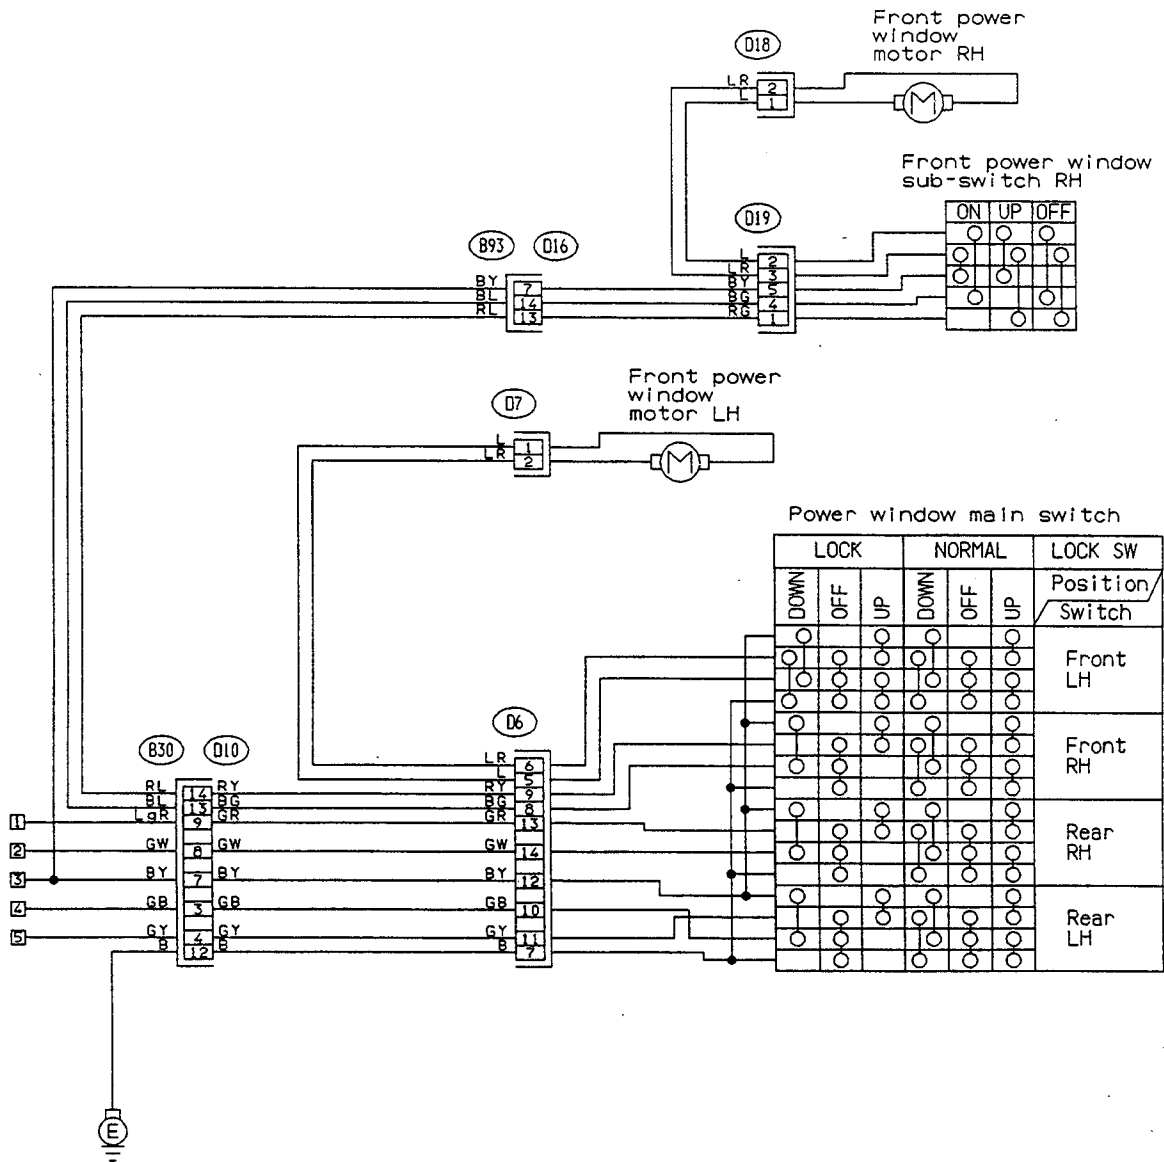 Front power
window
motor RH
D18
LR 2
L 1
M
Front power window
sub-switch RH
ON UP OFF
D19
B93 D16
L 2
LR 3
BY 7 BY 5
BL 14 BG 4
RL 13 RG 1
Front power
window
motor LH
D7
L 1
LR 2
M
Power window main switch
LOCK NORMAL LOCK SW
DOWN OFF UP DOWN OFF UP Position
Switch
Front
LH
Front
RH
Rear
RH
Rear
LH
D6
B30 D10
LR 6
L 5
RL 14 RY RY 9
BL 13 BG BG 8
1 LgR 9 GR GR 13
2 GW 8 GW GW 14
3 BY 7 BY BY 12
4 GB 3 GB GB 10
5 GY 4 GY GY 11
B 12 B B 7
E